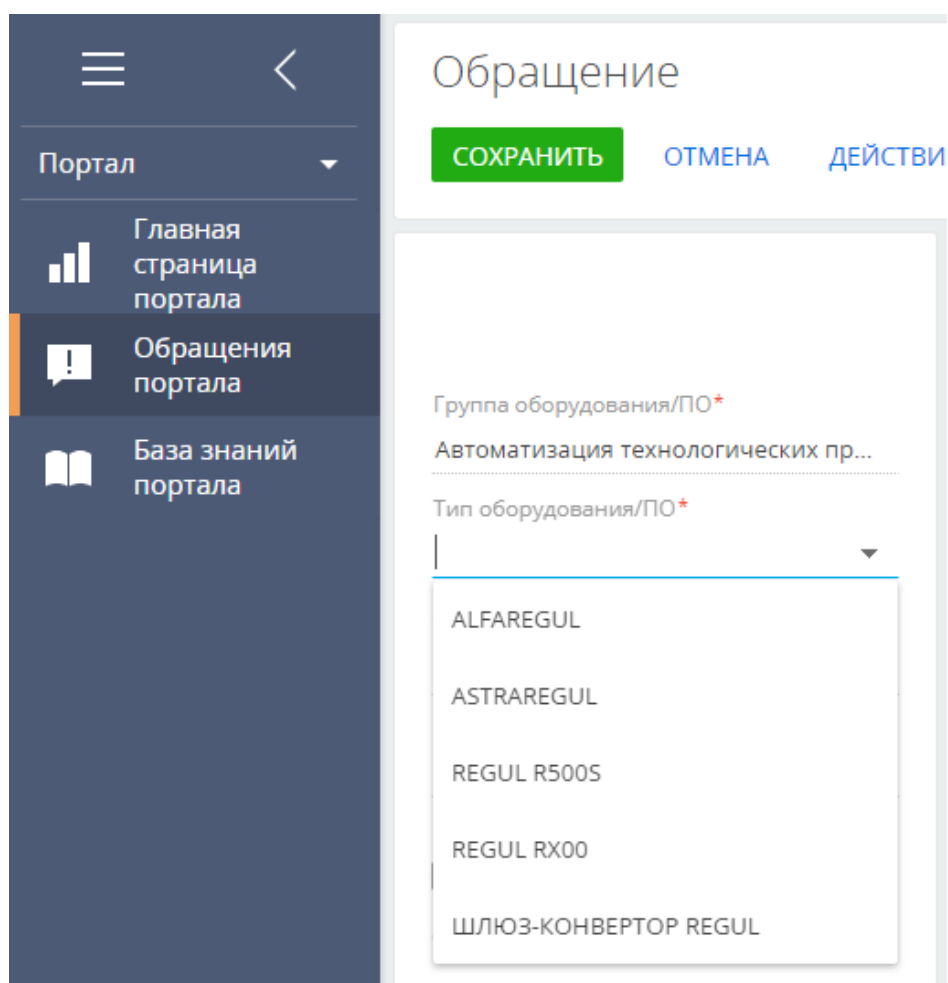 Обращение
СОХРАНИТЬ ОТМЕНА ДЕЙСТВИ
Портал
Главная
страница
портала
Обращения
портала
База знаний
портала
Группа оборудования/ПО*
Автоматизация технологических пр...
Тип оборудования/ПО*
ALFAREGUL
ASTRAREGUL
REGUL R500S
REGUL RX00
ШЛЮЗ-КОНВЕРТОР REGUL